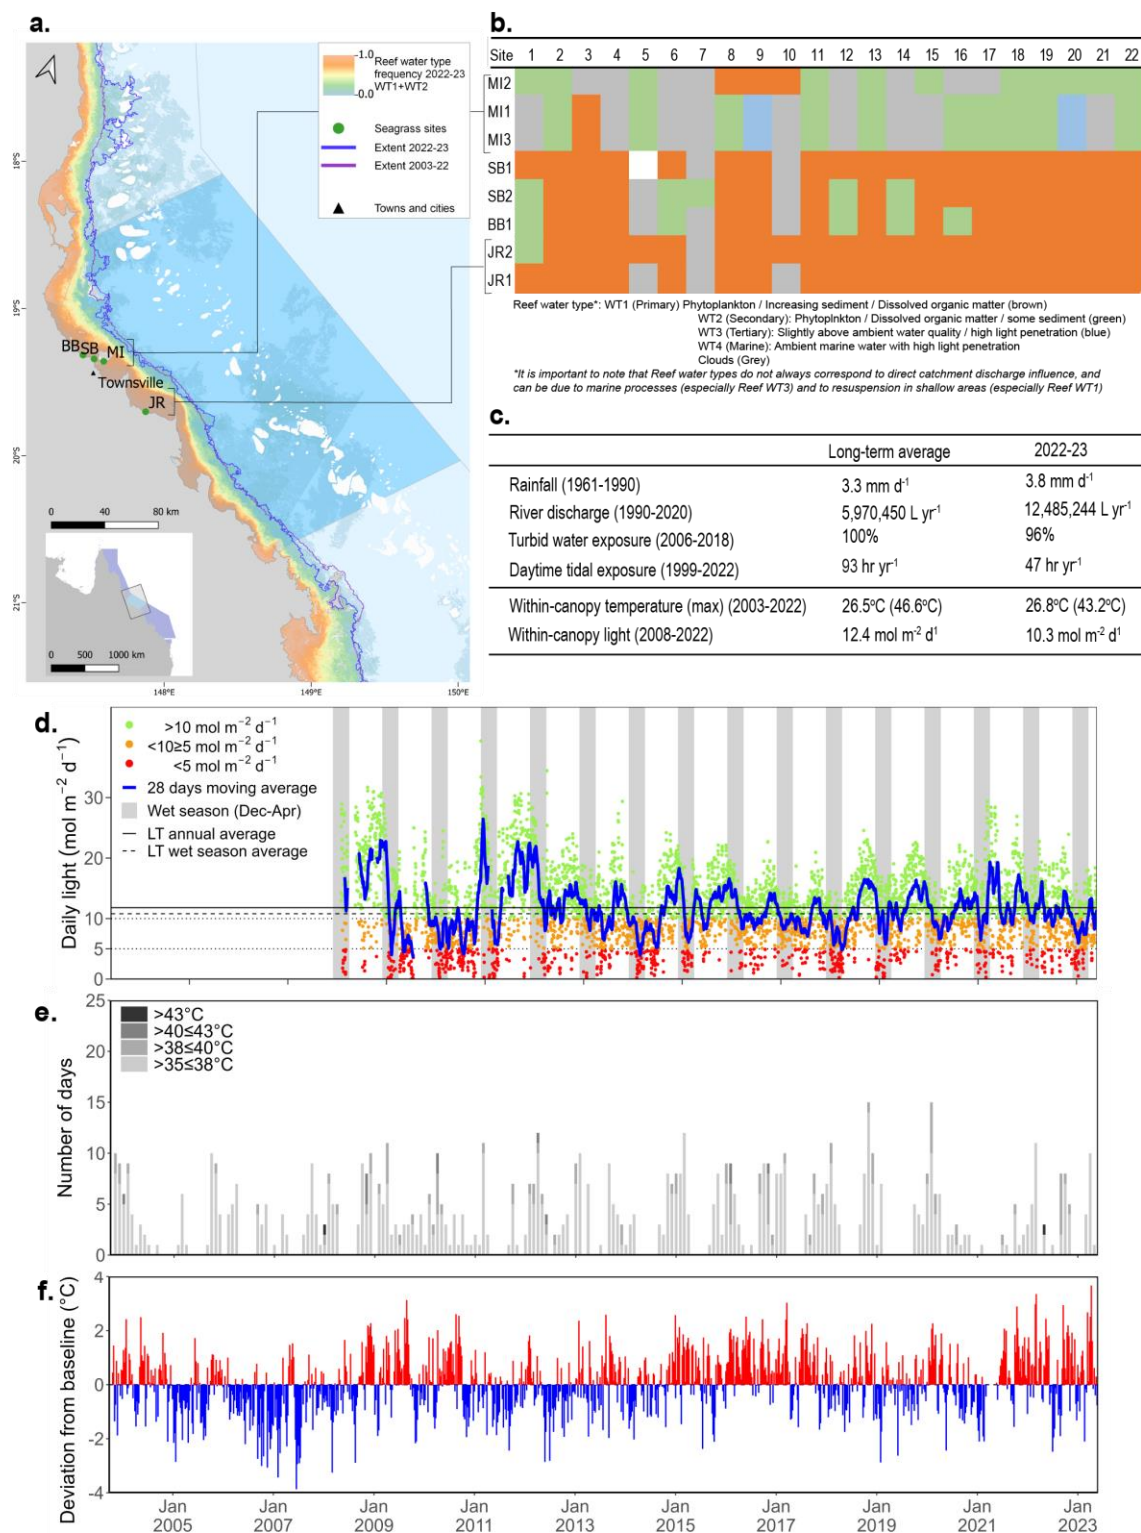 a.
1.0
Reef water type
frequency 2022-23
WT1+WT2
0.0
Seagrass sites
Extent 2022-23
Extent 2003-22
Towns and cities
18°S
19°S
20°S
21°S
BB SB MI
Townsville
JR
0 40 80 km
0 500 1000 km
148°E 149°E 150°E
b.
Site 1 2 3 4 5 6 7 8 9 10 11 12 13 14 15 16 17 18 19 20 21 22
MI2
MI1
MI3
SB1
SB2
BB1
JR2
JR1
Reef water type*: WT1 (Primary) Phytoplankton / Increasing sediment / Dissolved organic matter (brown)
WT2 (Secondary): Phytoplnkton / Dissolved organic matter / some sediment (green)
WT3 (Tertiary): Slightly above ambient water quality / high light penetration (blue)
WT4 (Marine): Ambient marine water with high light penetration
Clouds (Grey)
*It is important to note that Reef water types do not always correspond to direct catchment discharge influence, and
can be due to marine processes (especially Reef WT3) and to resuspension in shallow areas (especially Reef WT1)
c.
Long-term average 2022-23
Rainfall (1961-1990) 3.3 mm d⁻¹ 3.8 mm d⁻¹
River discharge (1990-2020) 5,970,450 L yr⁻¹ 12,485,244 L yr⁻¹
Turbid water exposure (2006-2018) 100% 96%
Daytime tidal exposure (1999-2022) 93 hr yr⁻¹ 47 hr yr⁻¹
Within-canopy temperature (max) (2003-2022) 26.5°C (46.6°C) 26.8°C (43.2°C)
Within-canopy light (2008-2022) 12.4 mol m⁻² d¹ 10.3 mol m⁻² d¹
d.
>10 mol m⁻² d⁻¹
<10≥5 mol m⁻² d⁻¹
<5 mol m⁻² d⁻¹
28 days moving average
Wet season (Dec-Apr)
LT annual average
LT wet season average
Daily light (mol m⁻² d⁻¹)
30
20
10
5
0
e.
>43°C
>40≤43°C
>38≤40°C
>35≤38°C
Number of days
25
20
15
10
5
0
f.
Deviation from baseline (°C)
4
2
0
-2
-4
Jan Jan Jan Jan Jan Jan Jan Jan Jan Jan
2005 2007 2009 2011 2013 2015 2017 2019 2021 2023